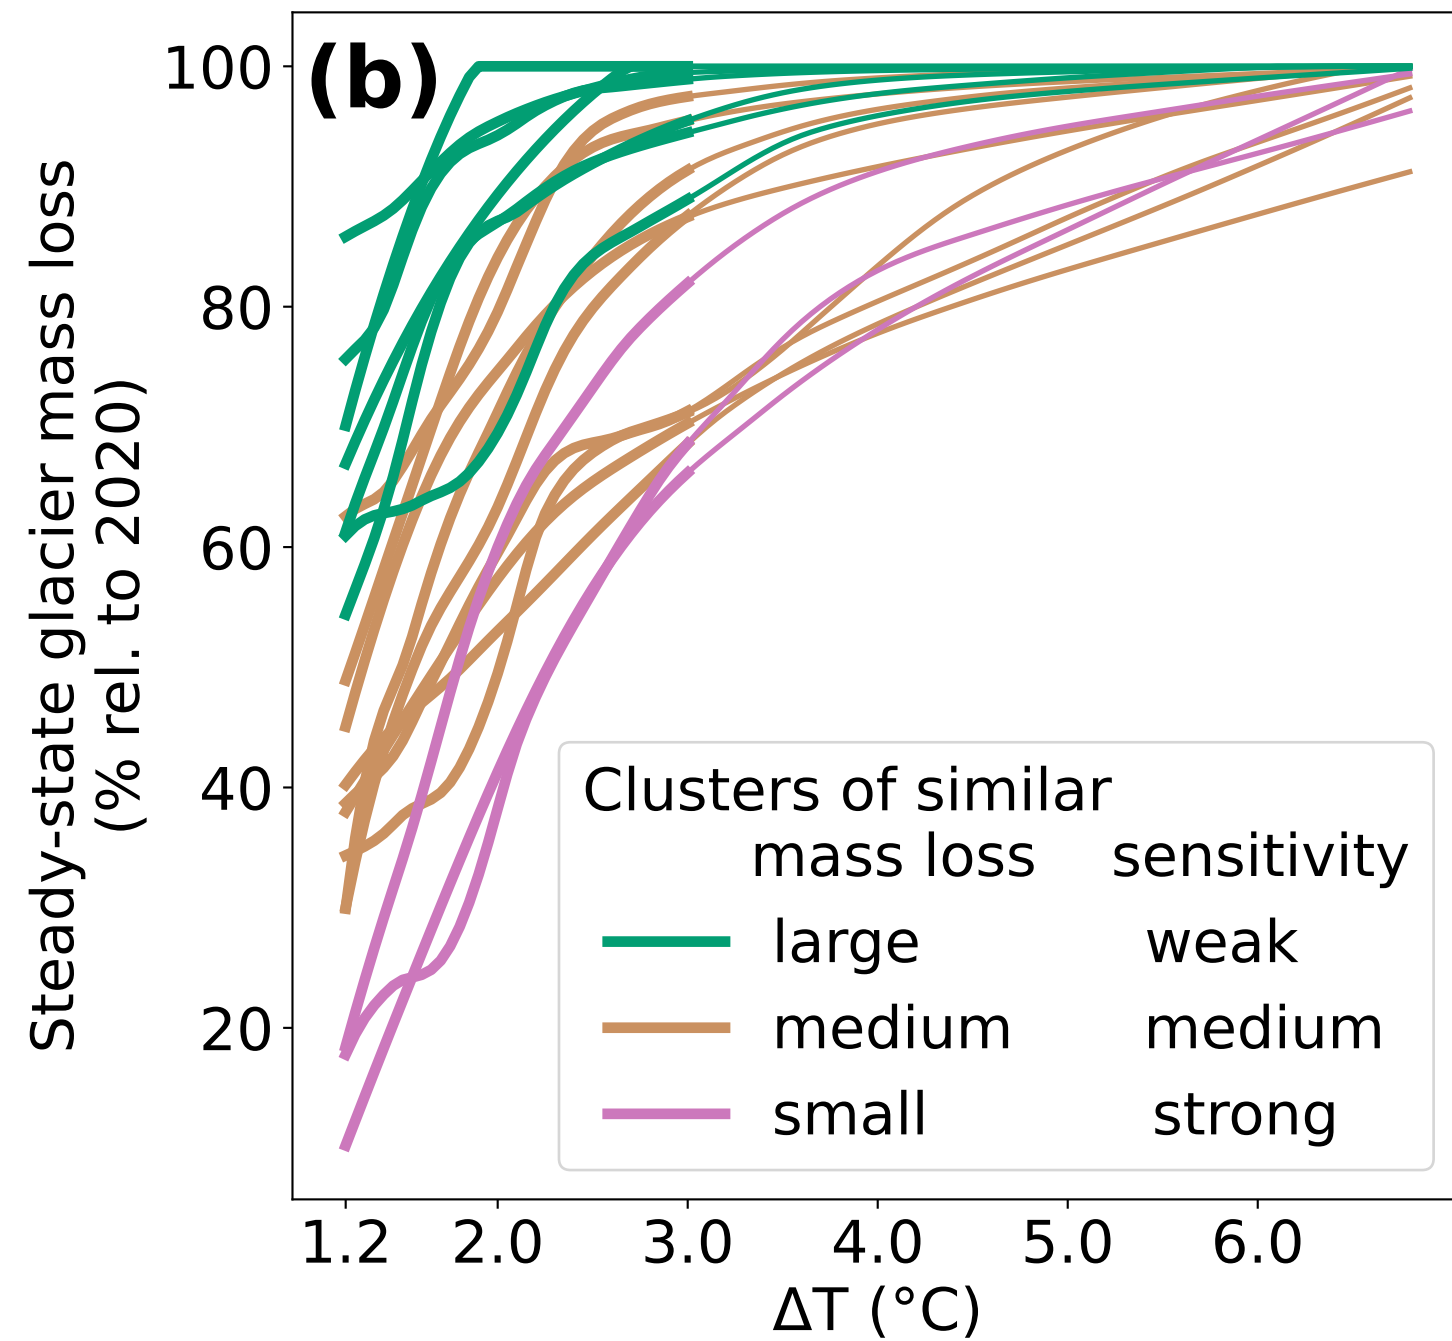 (b)
Steady-state glacier mass loss
(% rel. to 2020)
100
80
60
40
20
Clusters of similar
mass loss sensitivity
large weak
medium medium
small strong
1.2 2.0 3.0 4.0 5.0 6.0
ΔT (°C)